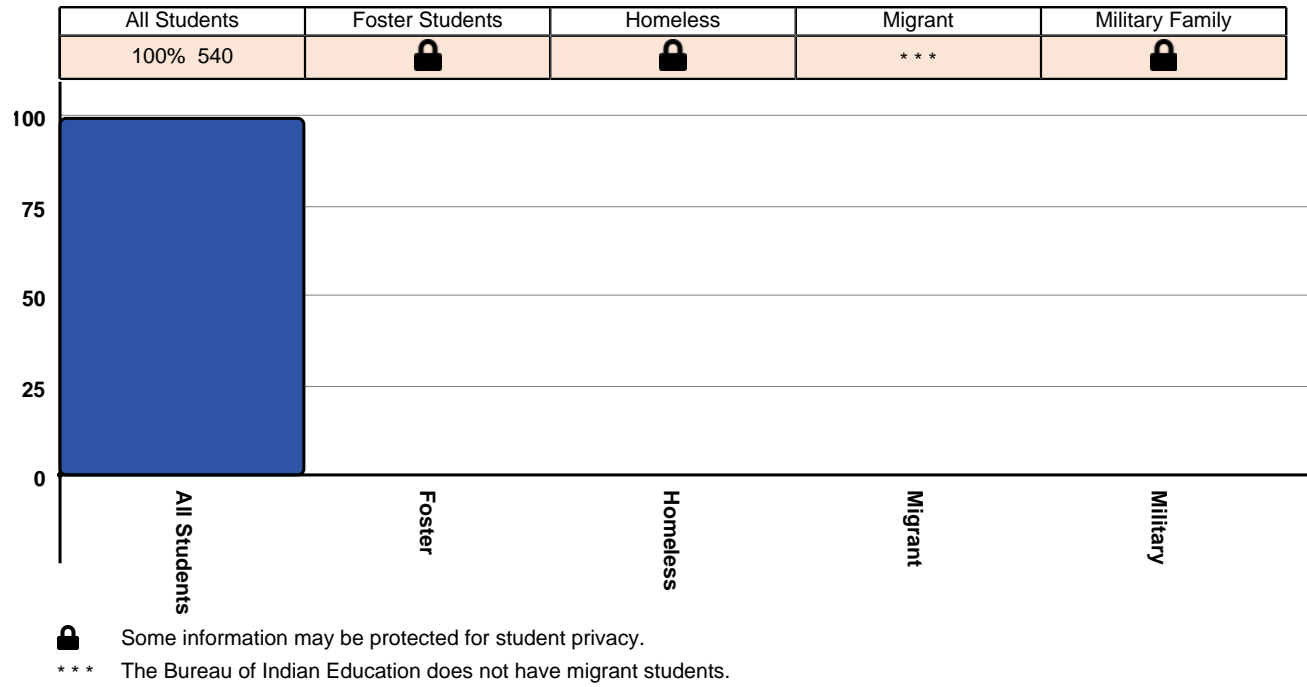 All Students Foster Students Homeless Migrant Military Family
100% 540 * * *
100
75
50
25
0
All Students
Foster
Homeless
Migrant
Military
Some information may be protected for student privacy.
* * * The Bureau of Indian Education does not have migrant students.